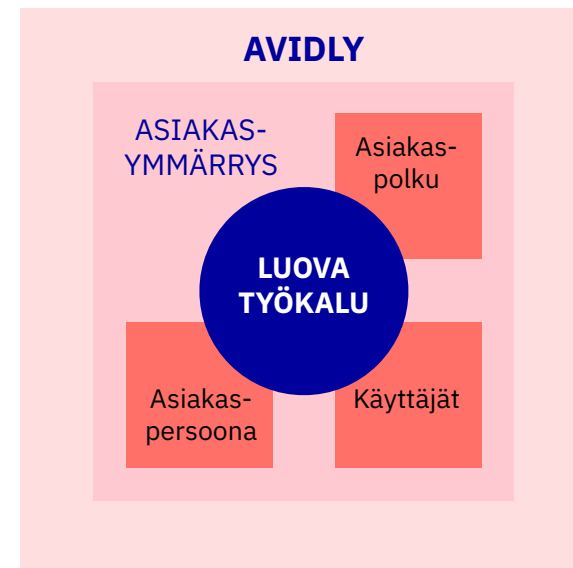 AVIDLY
ASIAKAS-
YMMÄRRYS
Asiakas-
polku
LUOVA
TYÖKALU
Asiakas-
persoona
Käyttäjät